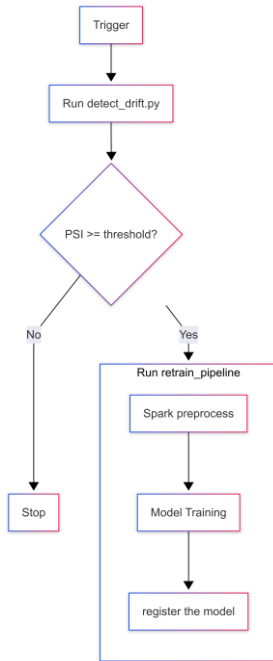 Trigger
Run detect_drift.py
PSI >= threshold?
No
Yes
Run retrain_pipeline
Spark preprocess
Stop
Model Training
register the model